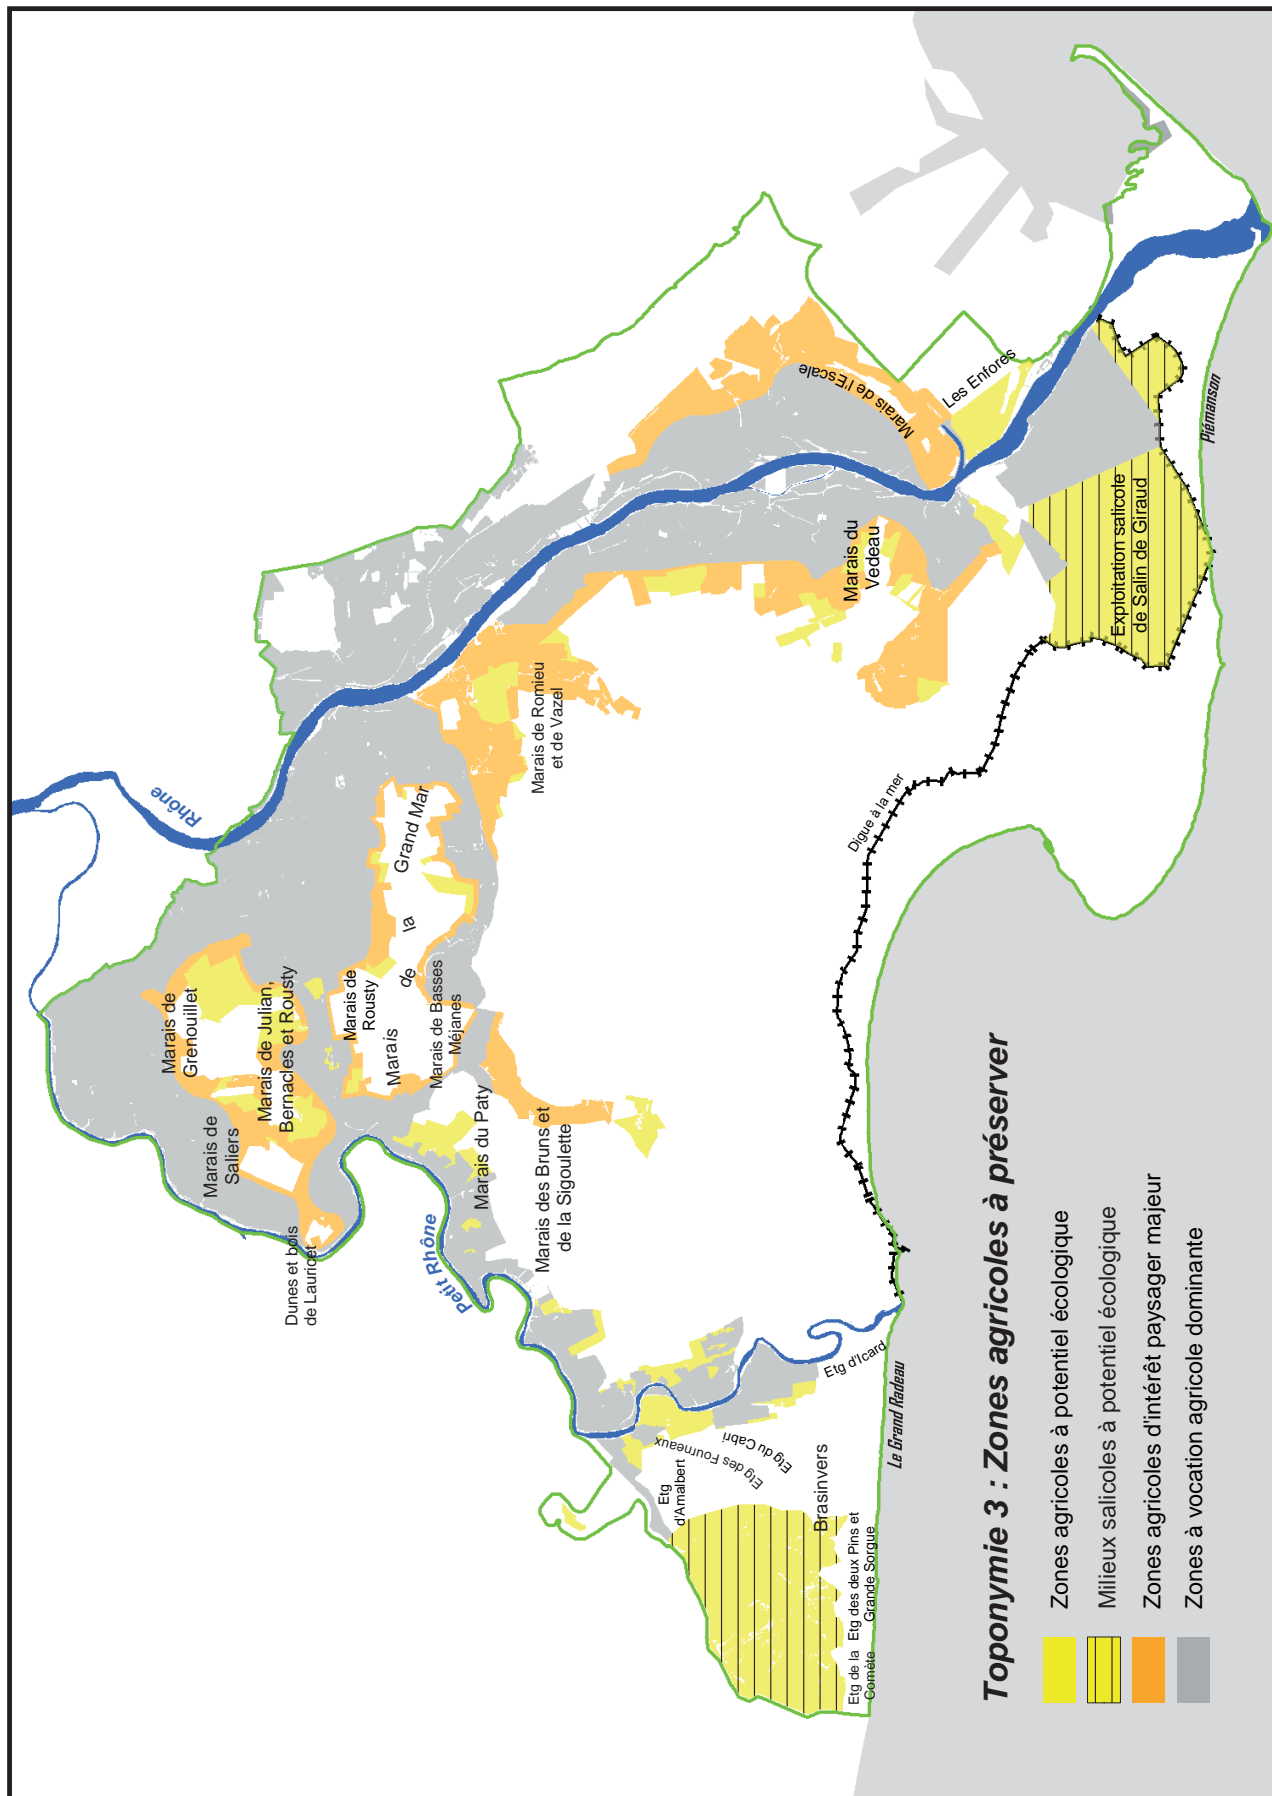 Toponymie 3 : Zones agricoles à préserver
Zones agricoles à potentiel écologique
Milieux salicoles à potentiel écologique
Zones agricoles d'intérêt paysager majeur
Zones à vocation agricole dominante
Rhône
Petit Rhône
Marais de
Grenouillet
Marais de Julian,
Bernacles et Rousty
Marais de
Saliers
Dunes et bois
de Lauricet
Marais de
Rousty
Marais
de
la
Grand Mar
Marais de Basses
Méjanes
Marais du Paty
Marais des Bruns et
de la Sigoulette
Marais de Romieu
et de Vazel
Marais du
Vedeau
Marais de l'Escale
Les Enfores
Exploitation salicole
de Salin de Giraud
Piémanson
Digue à la mer
Etg d'Icard
Le Grand Radeau
Etg du Cabri
Etg des Fourneaux
Etg
d'Amalbert
Brasinvers
Etg des deux Pins et
Grande Sorgue
Etg de la
Comète